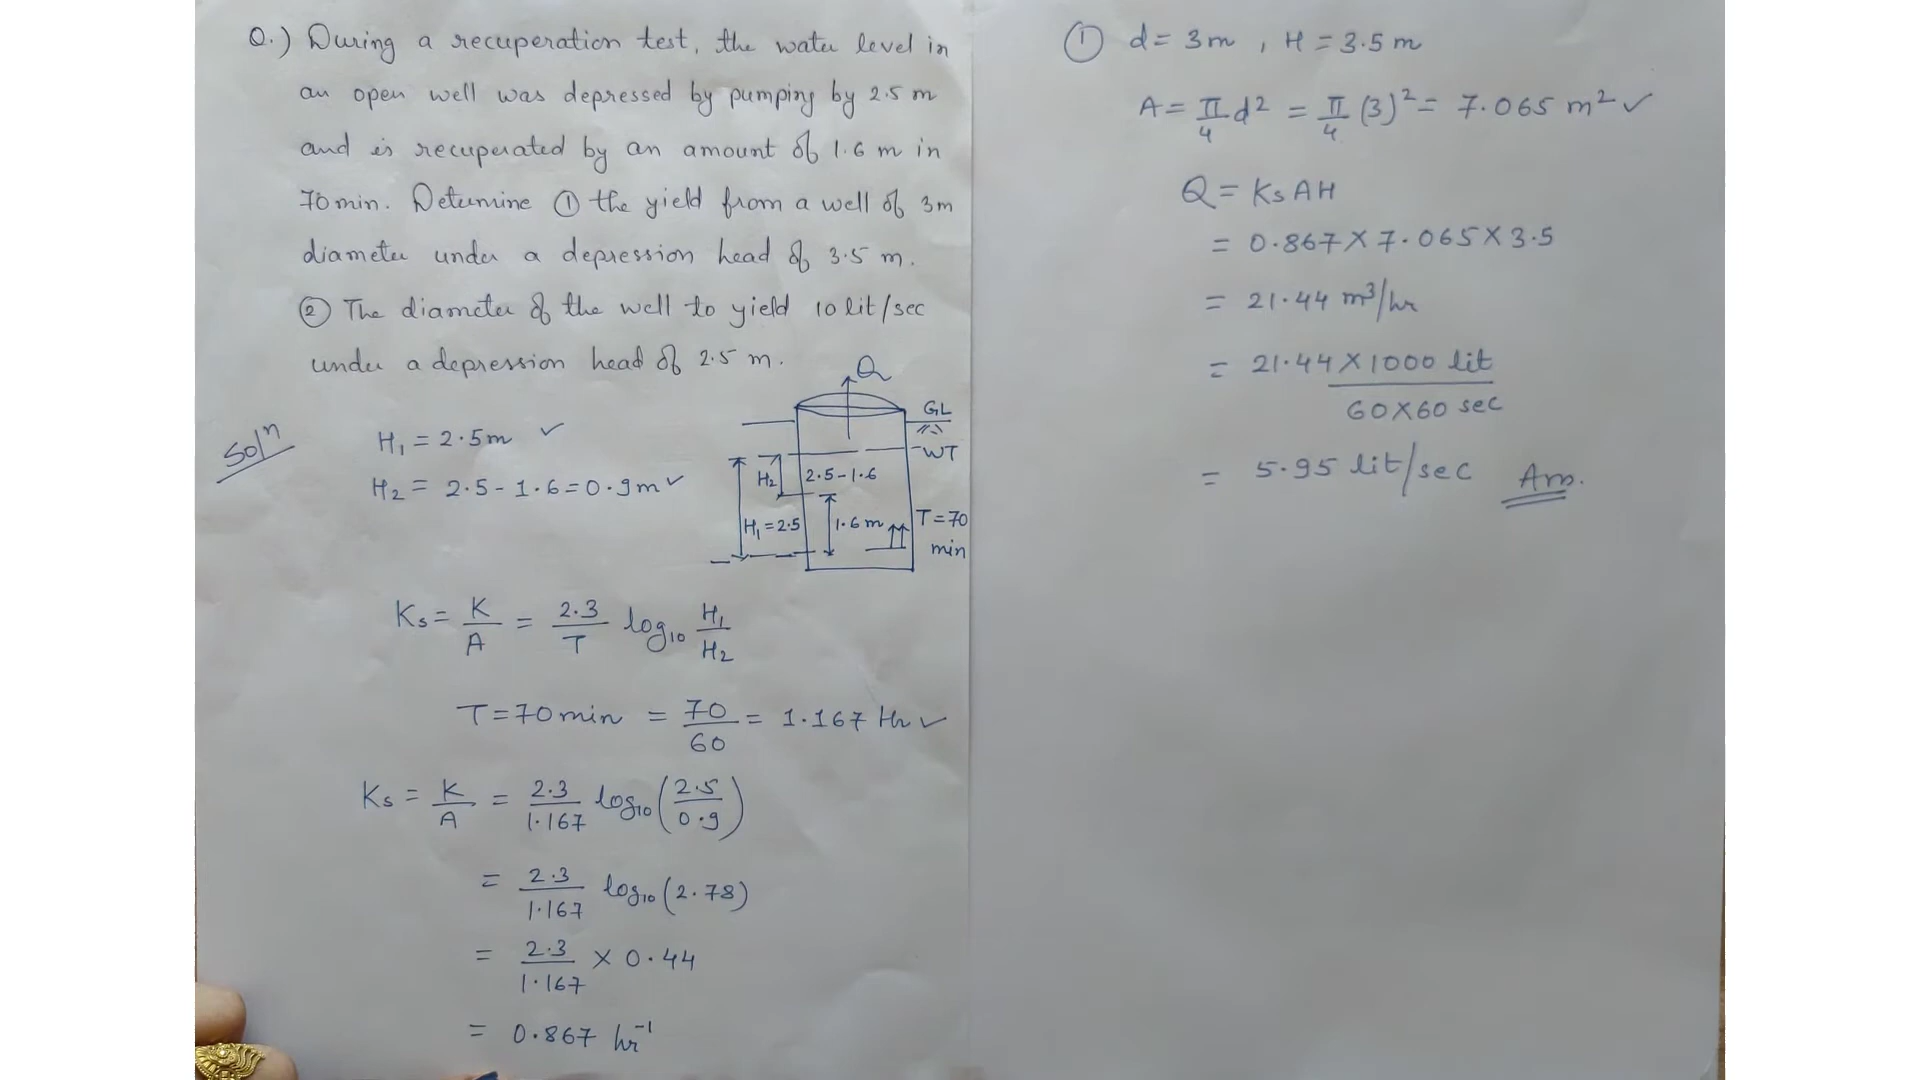 Q.) During a recuperation test, the water level in
an open well was depressed by pumping by 2.5 m
and is recuperated by an amount of 1.6 m in
70 min. Determine ① the yield from a well of 3m
diameter under a depression head of 3.5 m.
② The diameter of the well to yield 10 lit/sec
under a depression head of 2.5 m.
Solⁿ
H₁ = 2.5m ✓
H₂ = 2.5 - 1.6 = 0.9m ✓
Q
GL
WT
H₂ 2.5-1.6
H₁ = 2.5 1.6 m T=70
min
Ks = K/A = 2.3/T log₁₀ H₁/H₂
T = 70 min = 70/60 = 1.167 Hr ✓
Ks = K/A = 2.3/1.167 log₁₀ (2.5/0.9)
= 2.3/1.167 log₁₀ (2.78)
= 2.3/1.167 × 0.44
= 0.867 hr⁻¹
① d = 3m , H = 3.5 m
A = π/4 d² = π/4 (3)² = 7.065 m² ✓
Q = Ks A H
= 0.867 × 7.065 × 3.5
= 21.44 m³/hr
= 21.44 × 1000 lit / 60×60 sec
= 5.95 lit/sec Ans.